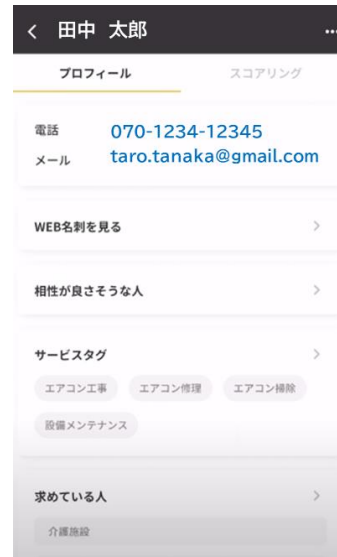 田中 太郎
プロフィール
スコアリング
電話 070-1234-12345
メール taro.tanaka@gmail.com
WEB名刺を見る
相性が良さそうな人
サービスタグ
エアコン工事 エアコン修理 エアコン掃除
設備メンテナンス
求めている人
介護施設